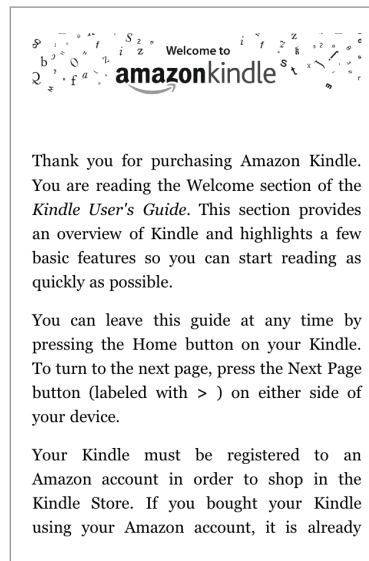 Welcome to
amazonkindle
Thank you for purchasing Amazon Kindle.
You are reading the Welcome section of the
Kindle User's Guide. This section provides
an overview of Kindle and highlights a few
basic features so you can start reading as
quickly as possible.
You can leave this guide at any time by
pressing the Home button on your Kindle.
To turn to the next page, press the Next Page
button (labeled with > ) on either side of
your device.
Your Kindle must be registered to an
Amazon account in order to shop in the
Kindle Store. If you bought your Kindle
using your Amazon account, it is already